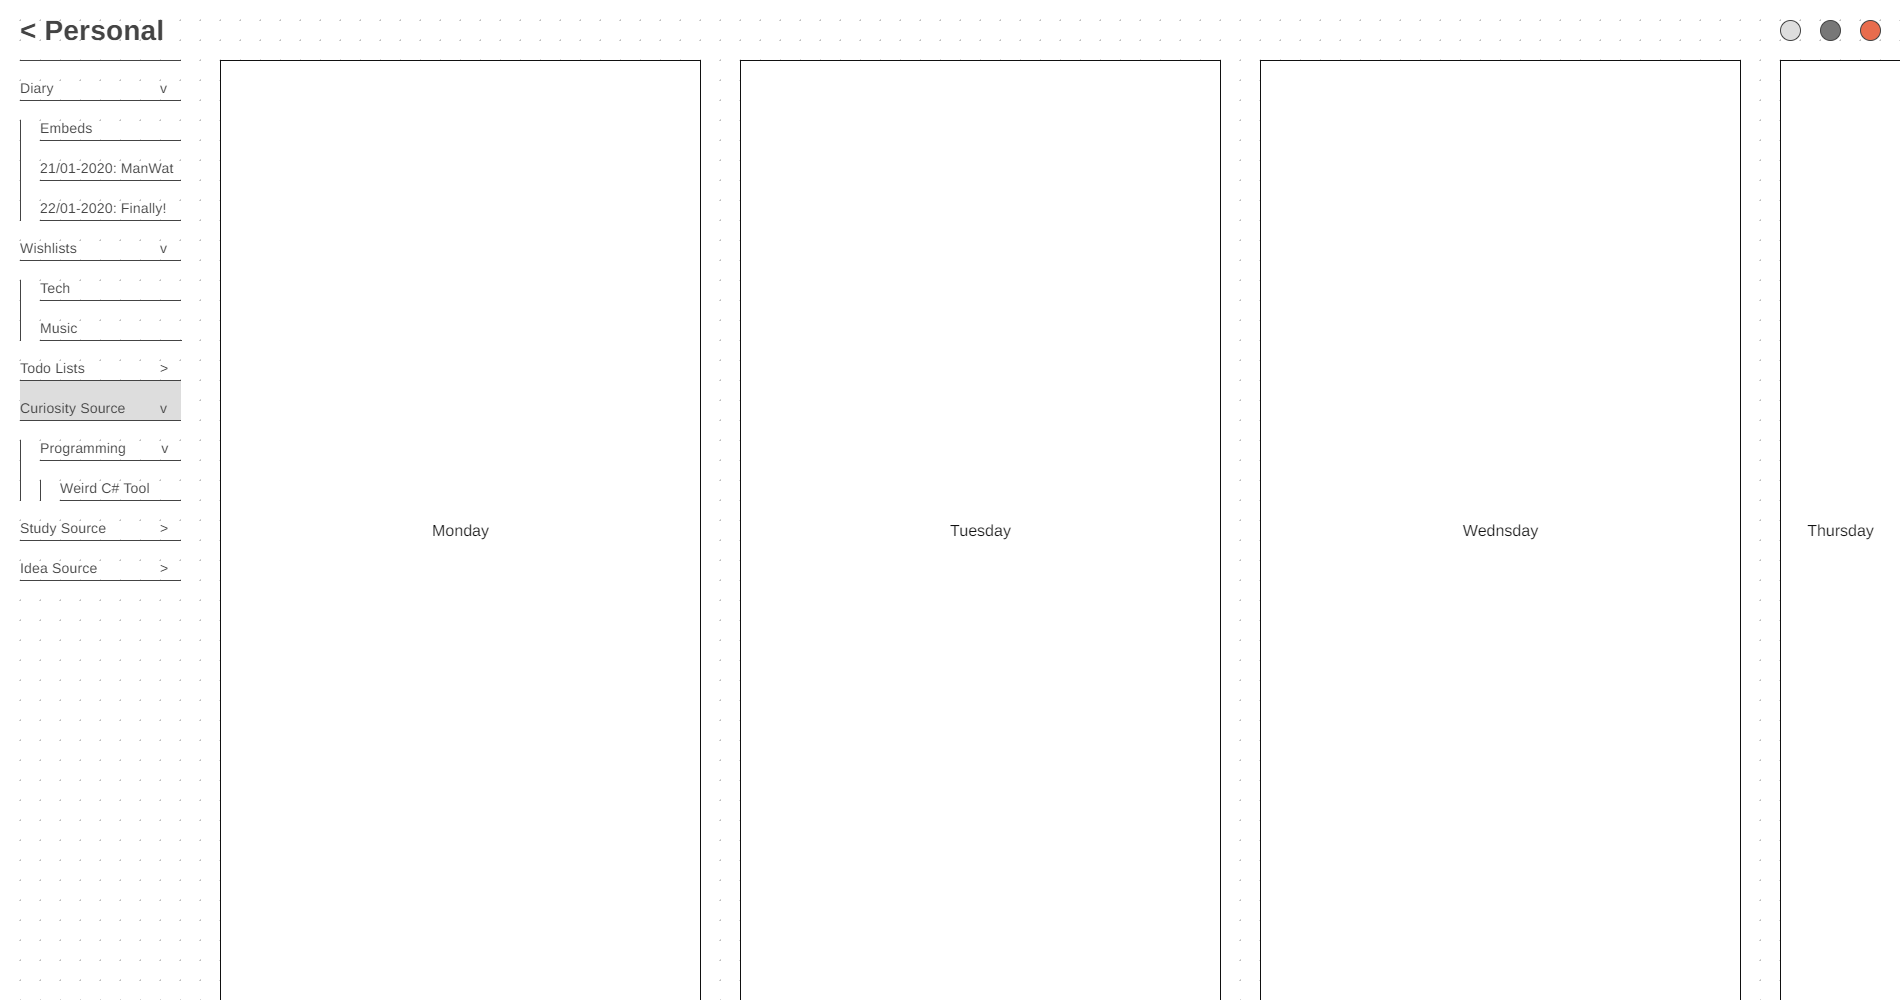 < Personal
Diary v
Embeds
21/01-2020: ManWat
22/01-2020: Finally!
Wishlists v
Tech
Music
Todo Lists >
Curiosity Source v
Programming v
Weird C# Tool
Study Source >
Idea Source >
Monday
Tuesday
Wednsday
Thursday